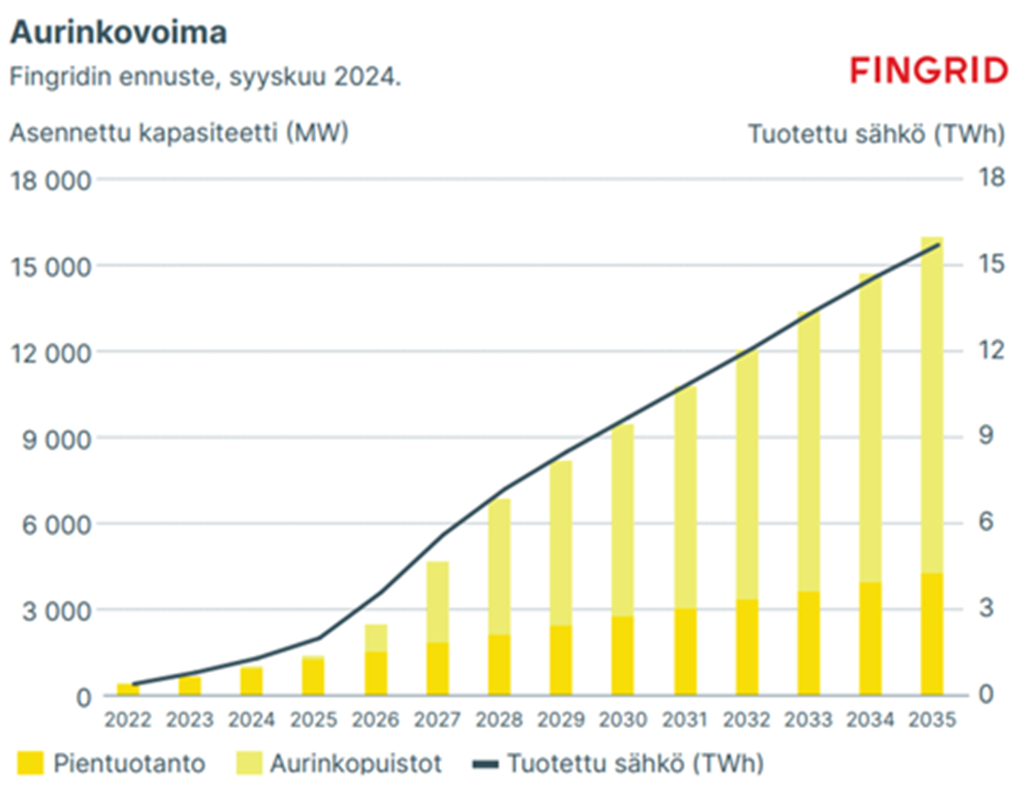 Aurinkovoima
Fingridin ennuste, syyskuu 2024.
FINGRID
Asennettu kapasiteetti (MW)
Tuotettu sähkö (TWh)
18 000
18
15 000
15
12 000
12
9 000
9
6 000
6
3 000
3
0
0
2022 2023 2024 2025 2026 2027 2028 2029 2030 2031 2032 2033 2034 2035
Pientuotanto Aurinkopuistot Tuotettu sähkö (TWh)